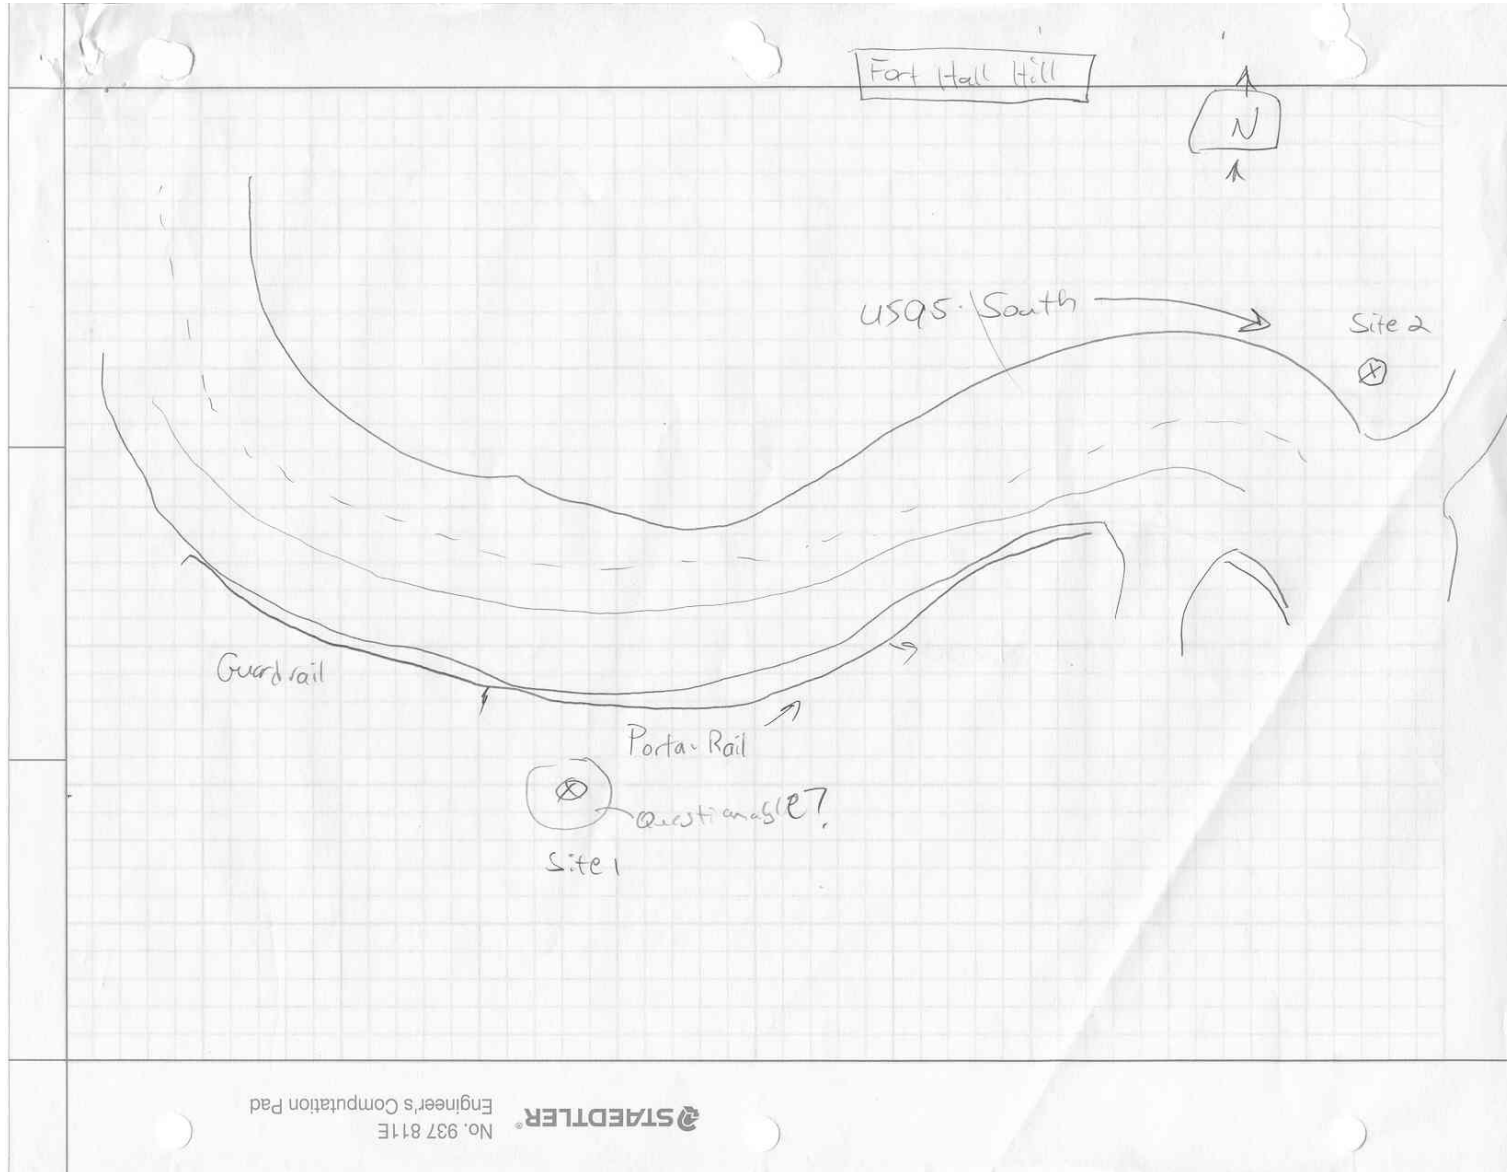 Fort Hall Hill
N
US95 South
Site 2
Guardrail
Porta-Rail
Questionable?
Site 1
STAEDTLER®
No. 937 811E
Engineer's Computation Pad